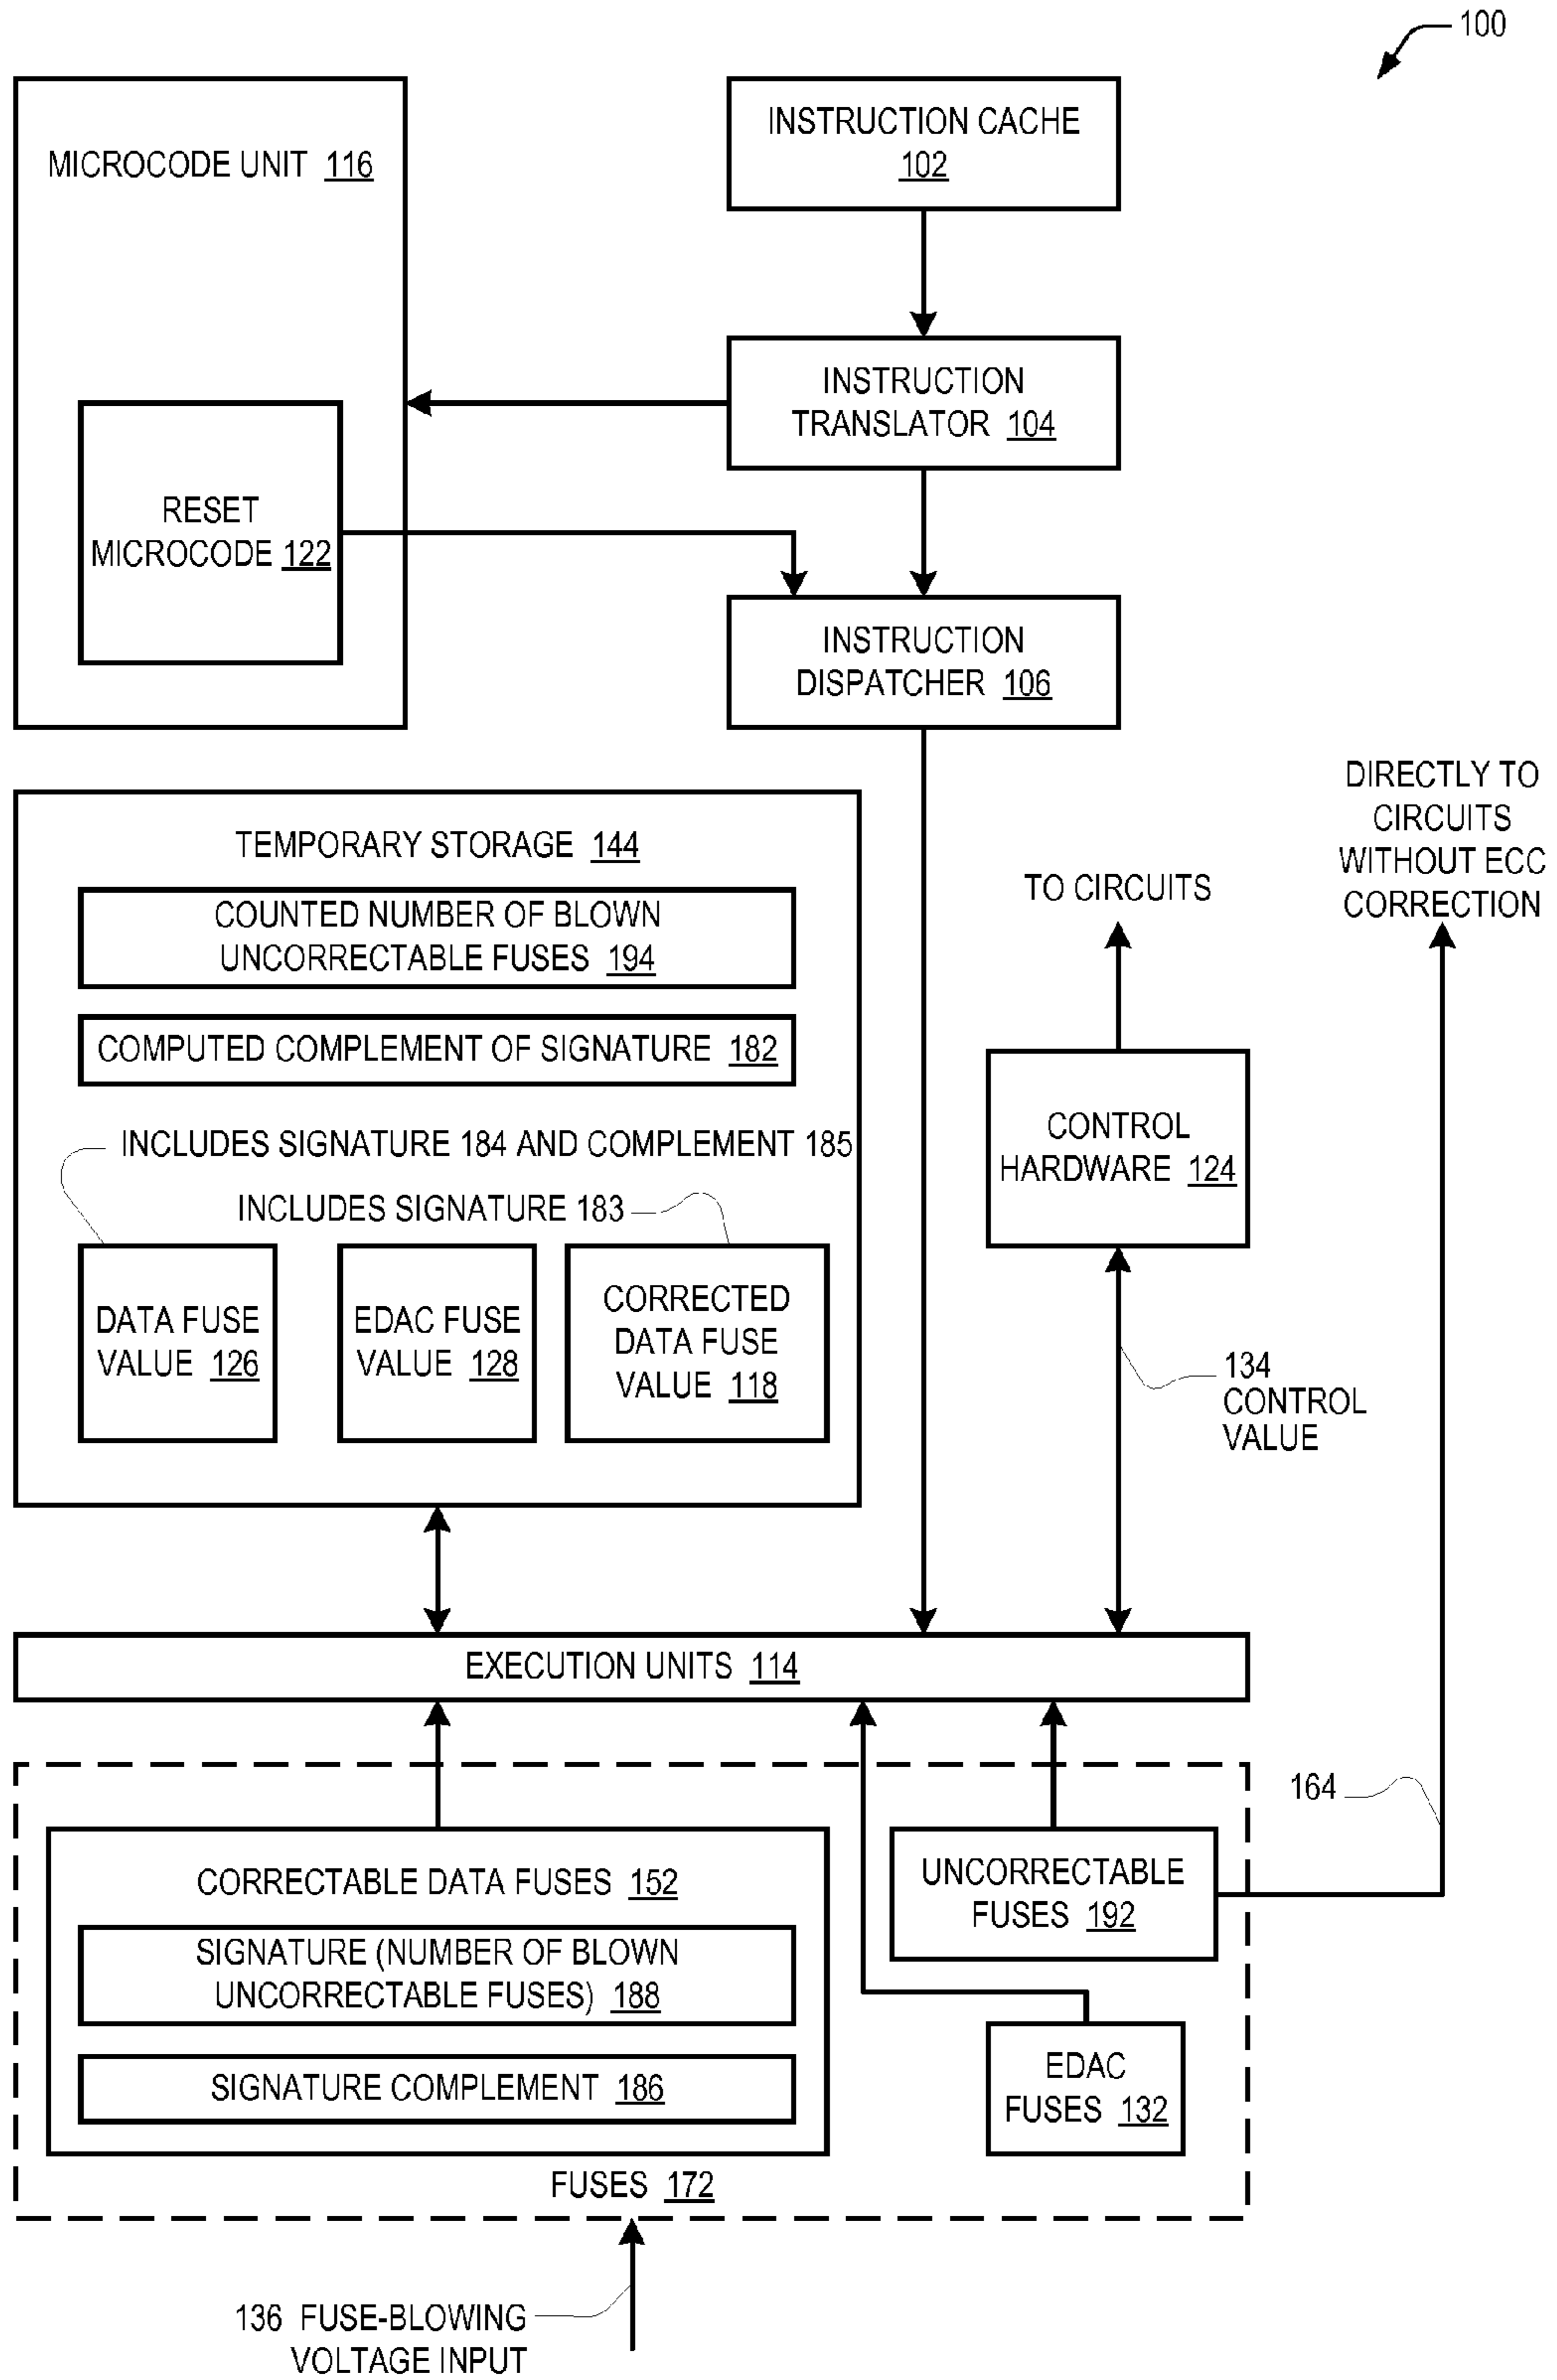 100
MICROCODE UNIT 116
INSTRUCTION CACHE
102
INSTRUCTION
TRANSLATOR 104
RESET
MICROCODE 122
INSTRUCTION
DISPATCHER 106
DIRECTLY TO
CIRCUITS
WITHOUT ECC
CORRECTION
TEMPORARY STORAGE 144
TO CIRCUITS
COUNTED NUMBER OF BLOWN
UNCORRECTABLE FUSES 194
COMPUTED COMPLEMENT OF SIGNATURE 182
CONTROL
HARDWARE 124
INCLUDES SIGNATURE 184 AND COMPLEMENT 185
INCLUDES SIGNATURE 183
DATA FUSE
VALUE 126
EDAC FUSE
VALUE 128
CORRECTED
DATA FUSE
VALUE 118
134
CONTROL
VALUE
EXECUTION UNITS 114
164
CORRECTABLE DATA FUSES 152
UNCORRECTABLE
FUSES 192
SIGNATURE (NUMBER OF BLOWN
UNCORRECTABLE FUSES) 188
SIGNATURE COMPLEMENT 186
EDAC
FUSES 132
FUSES 172
136 FUSE-BLOWING
VOLTAGE INPUT